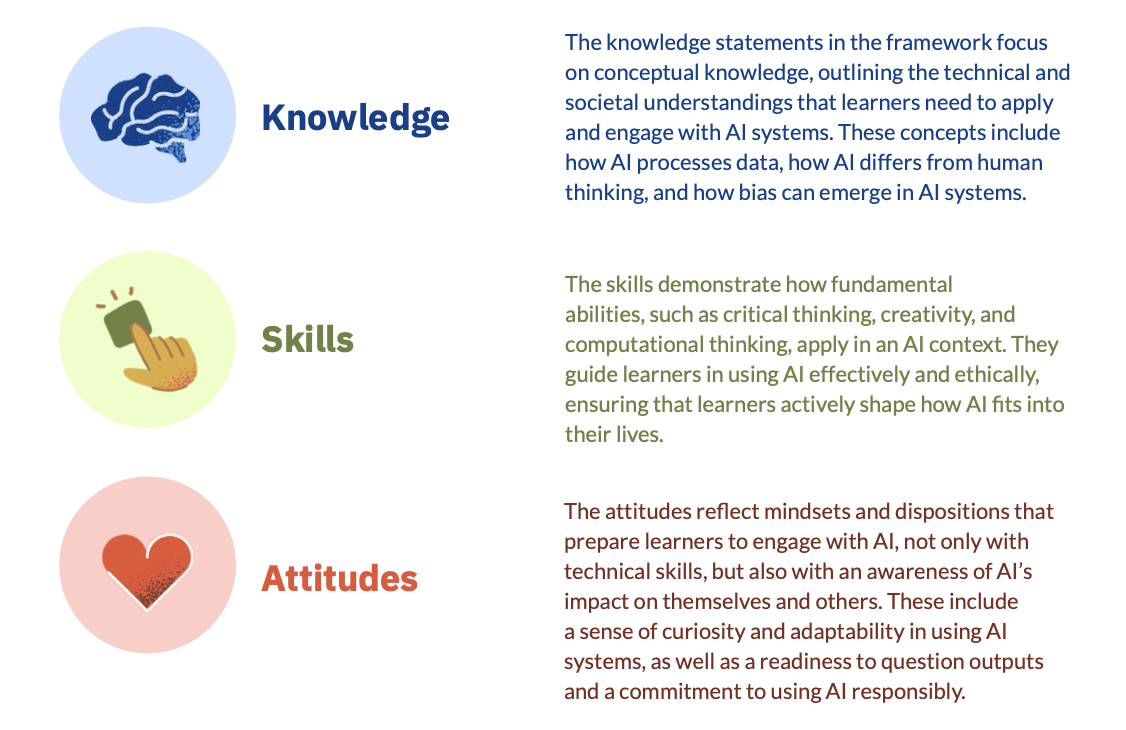 Knowledge
The knowledge statements in the framework focus
on conceptual knowledge, outlining the technical and
societal understandings that learners need to apply
and engage with AI systems. These concepts include
how AI processes data, how AI differs from human
thinking, and how bias can emerge in AI systems.
Skills
The skills demonstrate how fundamental
abilities, such as critical thinking, creativity, and
computational thinking, apply in an AI context. They
guide learners in using AI effectively and ethically,
ensuring that learners actively shape how AI fits into
their lives.
Attitudes
The attitudes reflect mindsets and dispositions that
prepare learners to engage with AI, not only with
technical skills, but also with an awareness of AI’s
impact on themselves and others. These include
a sense of curiosity and adaptability in using AI
systems, as well as a readiness to question outputs
and a commitment to using AI responsibly.